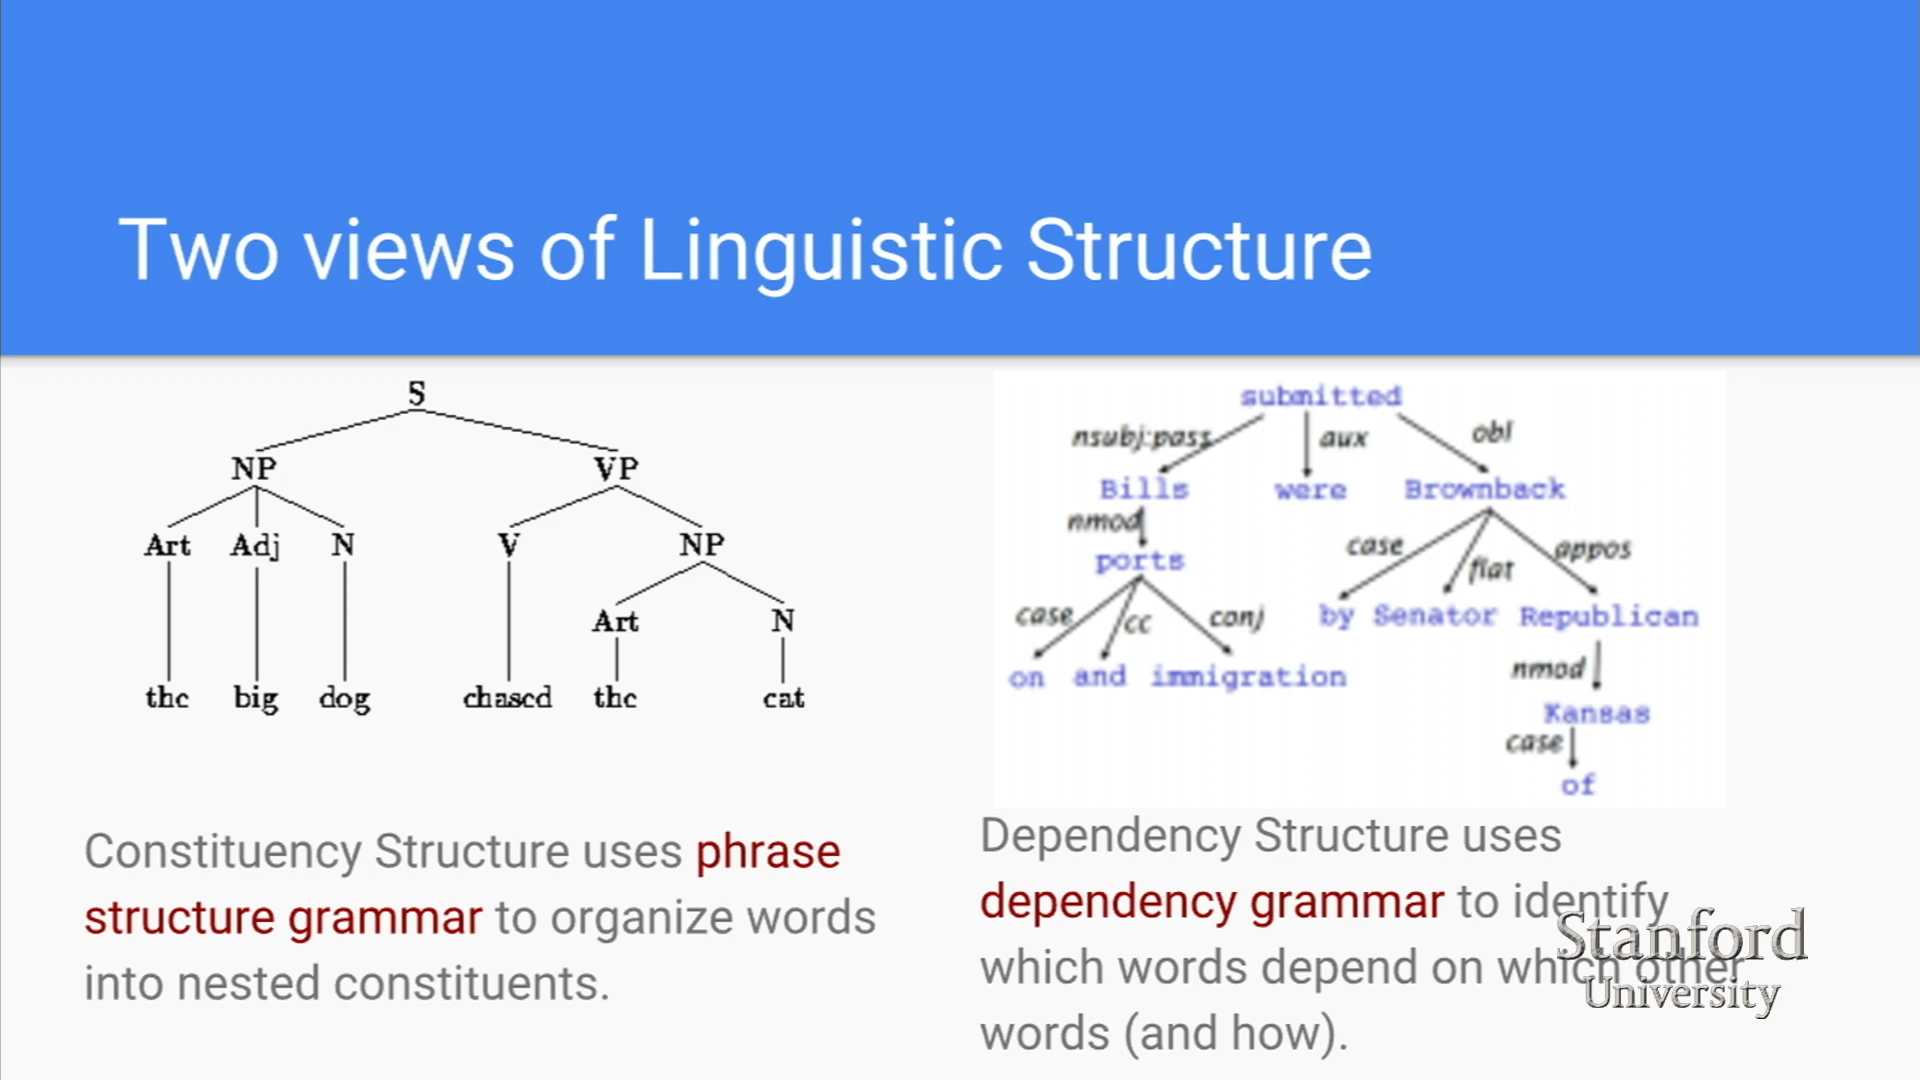 Two views of Linguistic Structure
S
NP VP
Art Adj N V NP
Art N
the big dog chased the cat
submitted
nsubj:pass aux obl
Bills were Brownback
nmod case flat appos
ports by Senator Republican
case cc conj nmod
on and immigration Kansas
case
of
Constituency Structure uses phrase
structure grammar to organize words
into nested constituents.
Dependency Structure uses
dependency grammar to identify
which words depend on which other
words (and how).
Stanford
University